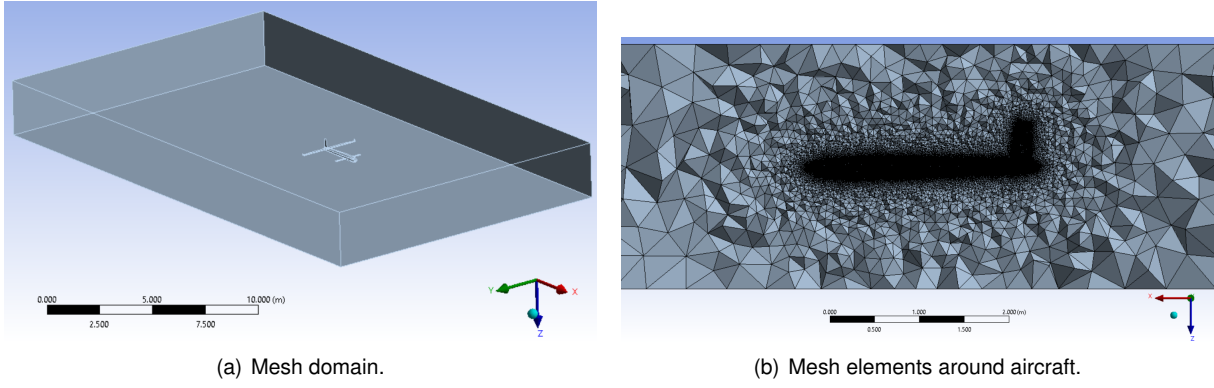 0.000 5.000 10.000 (m)
2.500 7.500
Y X
Z
(a) Mesh domain.
0.000 1.000 2.000 (m)
0.500 1.500
X
Z
(b) Mesh elements around aircraft.